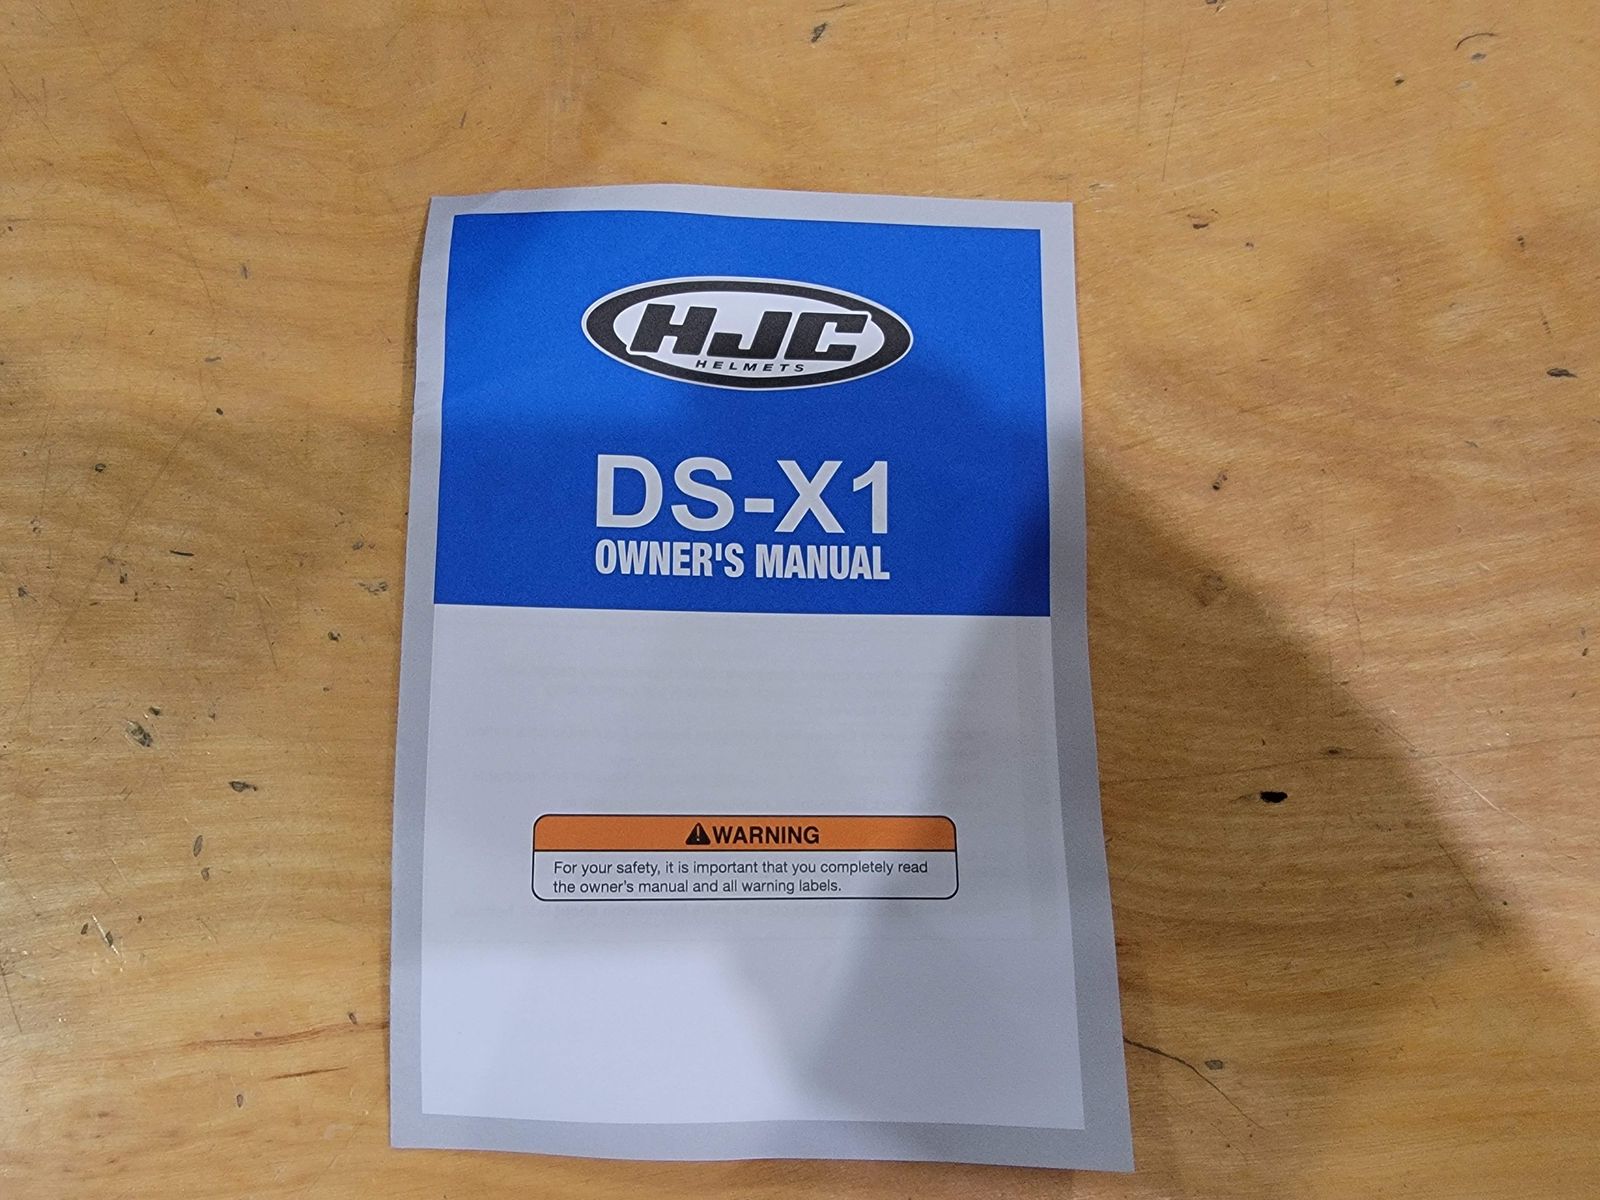 HJC
HELMETS
DS-X1
OWNER'S MANUAL
WARNING
For your safety, it is important that you completely read
the owner's manual and all warning labels.